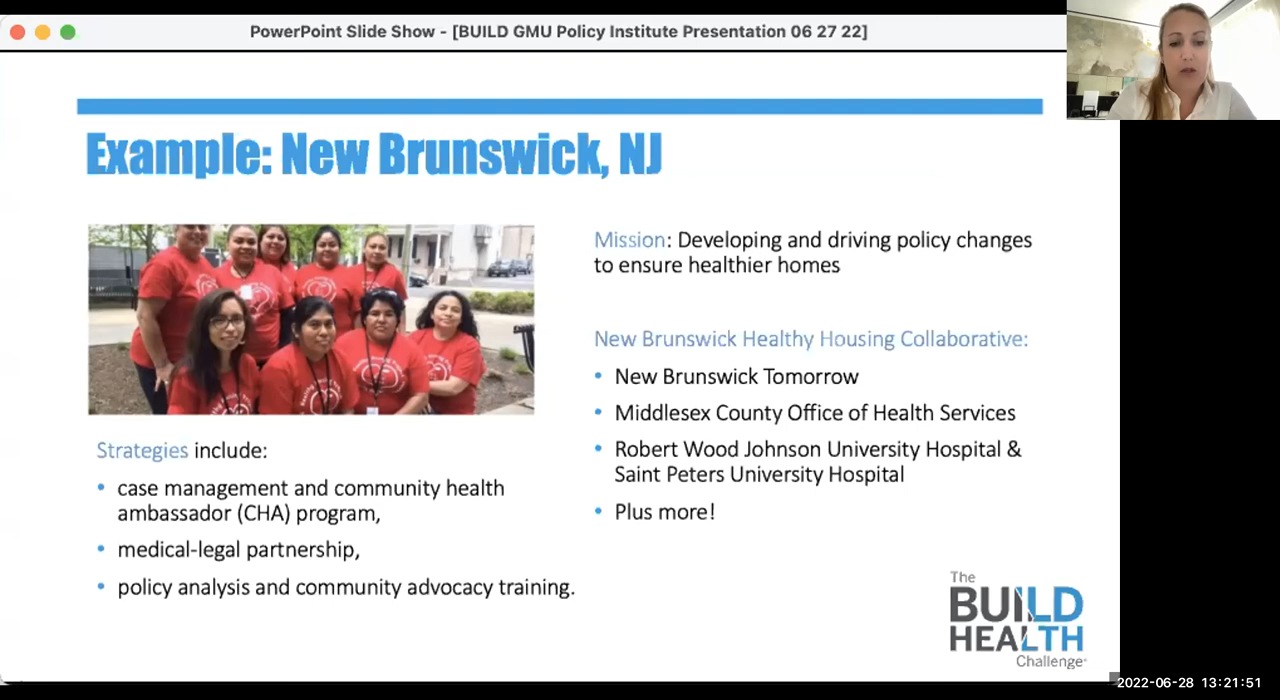 PowerPoint Slide Show - [BUILD GMU Policy Institute Presentation 06 27 22]
Example: New Brunswick, NJ
Mission: Developing and driving policy changes
to ensure healthier homes
New Brunswick Healthy Housing Collaborative:
• New Brunswick Tomorrow
• Middlesex County Office of Health Services
• Robert Wood Johnson University Hospital &
Saint Peters University Hospital
• Plus more!
Strategies include:
• case management and community health
ambassador (CHA) program,
• medical-legal partnership,
• policy analysis and community advocacy training.
The
BUILD
HEALTH
Challenge
2022-06-28 13:21:51